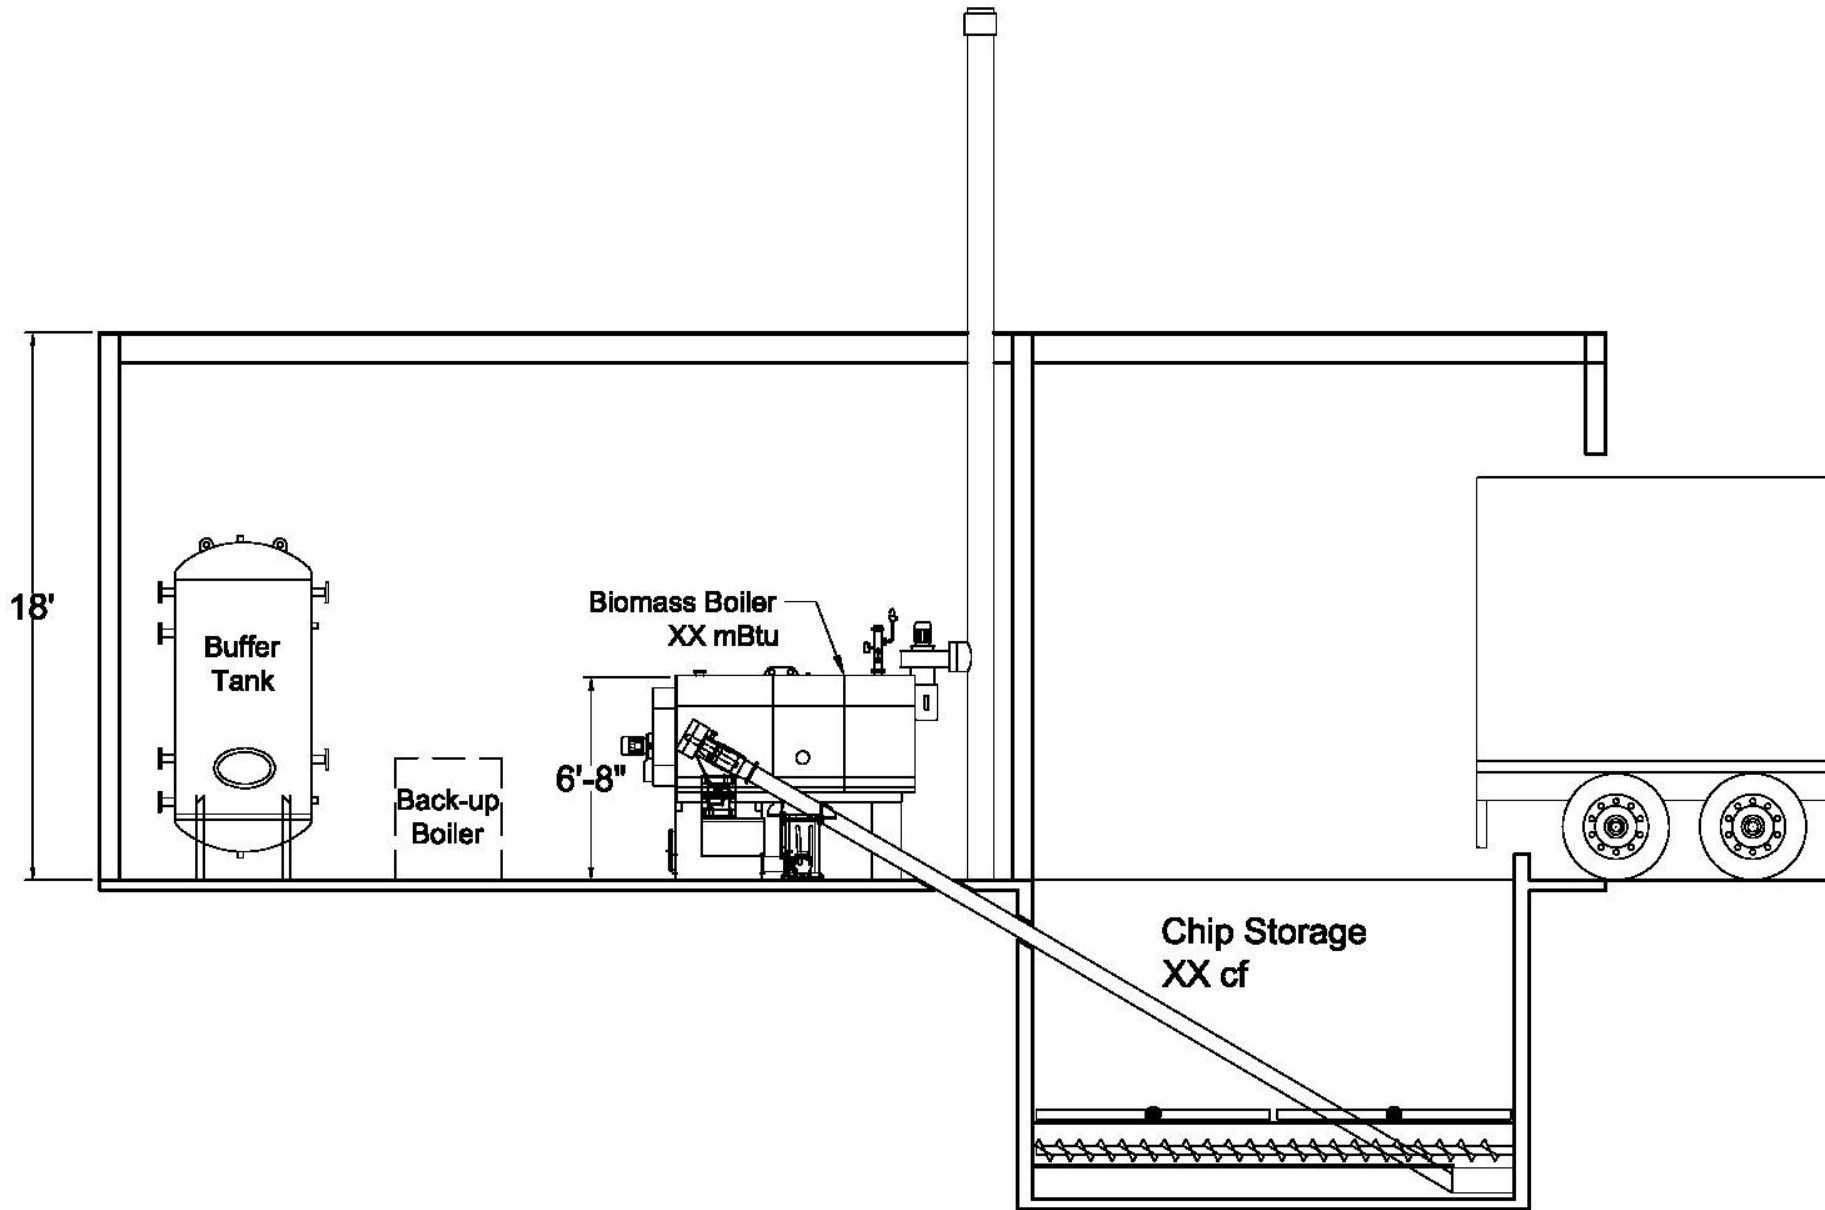 18'
Buffer
Tank
Back-up
Boiler
Biomass Boiler
XX mBtu
6'-8"
Chip Storage
XX cf